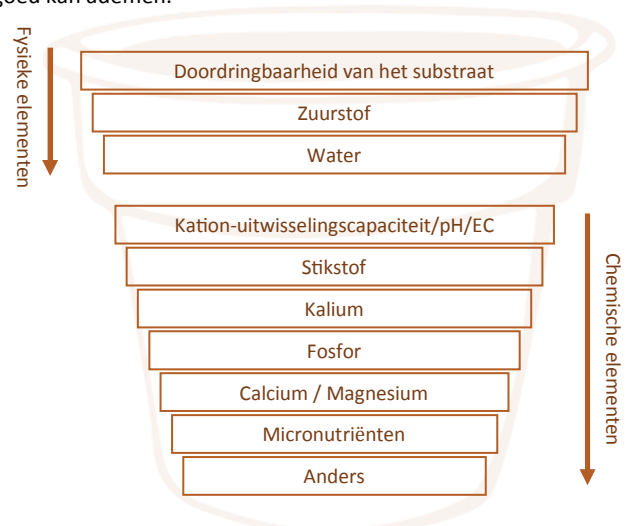 goed kan ademen.
Fysieke elementen
Doordringbaarheid van het substraat
Zuurstof
Water
Kation-uitwisselingscapaciteit/pH/EC
Stikstof
Kalium
Fosfor
Calcium / Magnesium
Micronutriënten
Anders
Chemische elementen